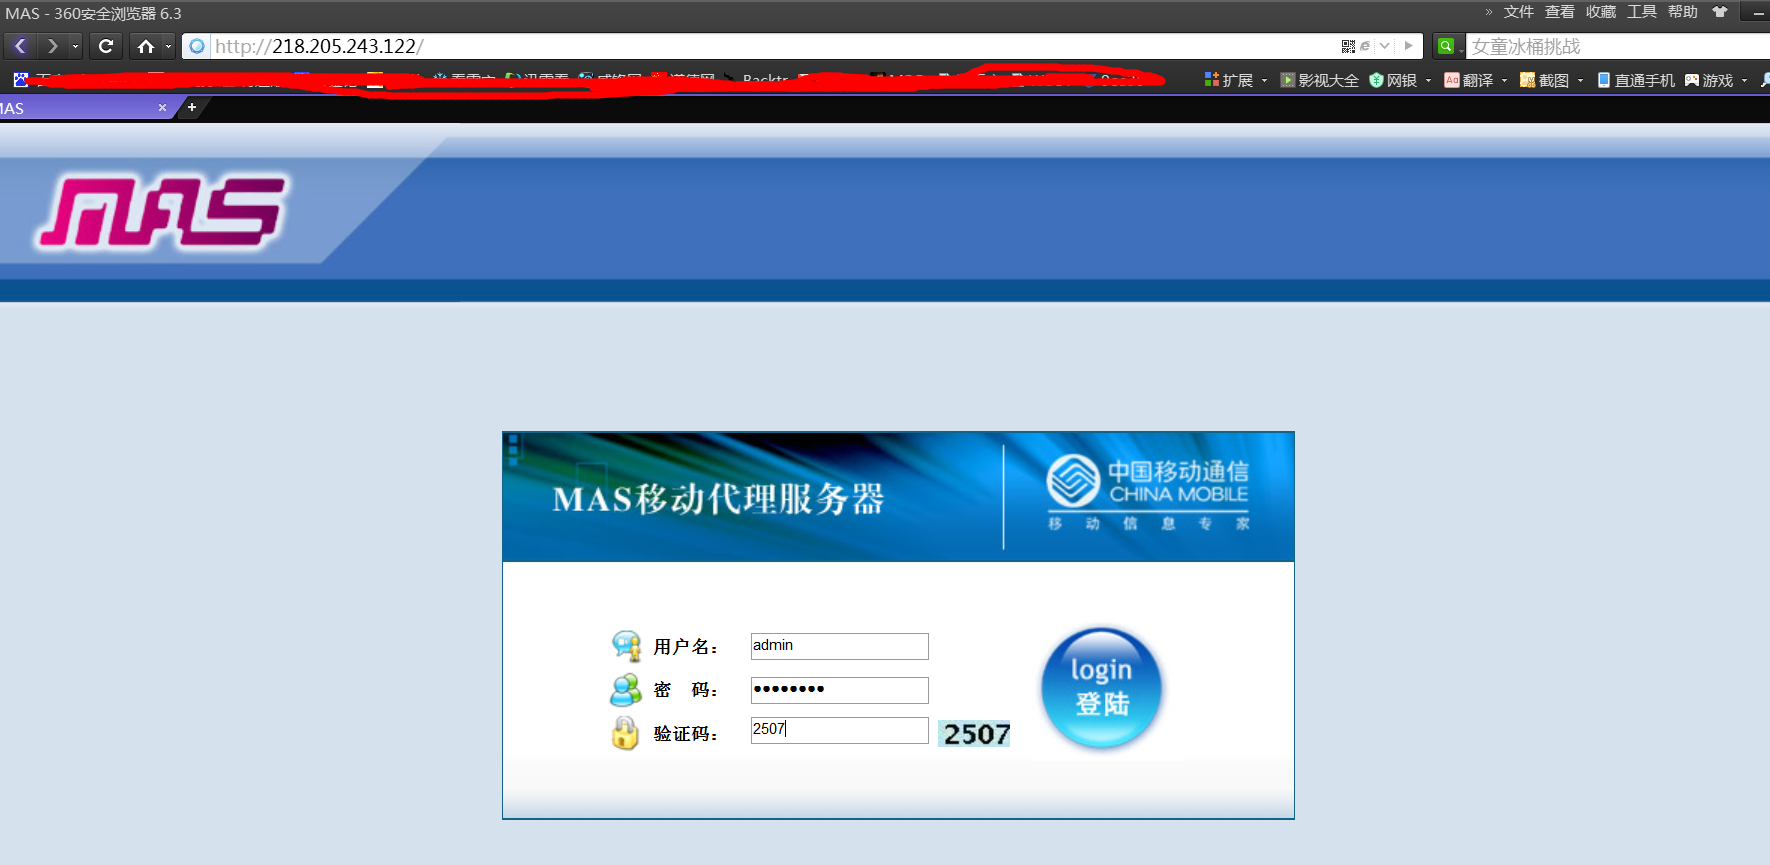 MAS - 360安全浏览器 6.3
» 文件 查看 收藏 工具 帮助
http://218.205.243.122/
女童冰桶挑战
Backtr
扩展 影视大全 网银 Aa 翻译 截图 直通手机 游戏
MAS × +
MAS
MAS移动代理服务器
中国移动通信
CHINA MOBILE
移动信息专家
用户名： admin
密 码： ••••••••
验证码： 2507 2507
login
登陆